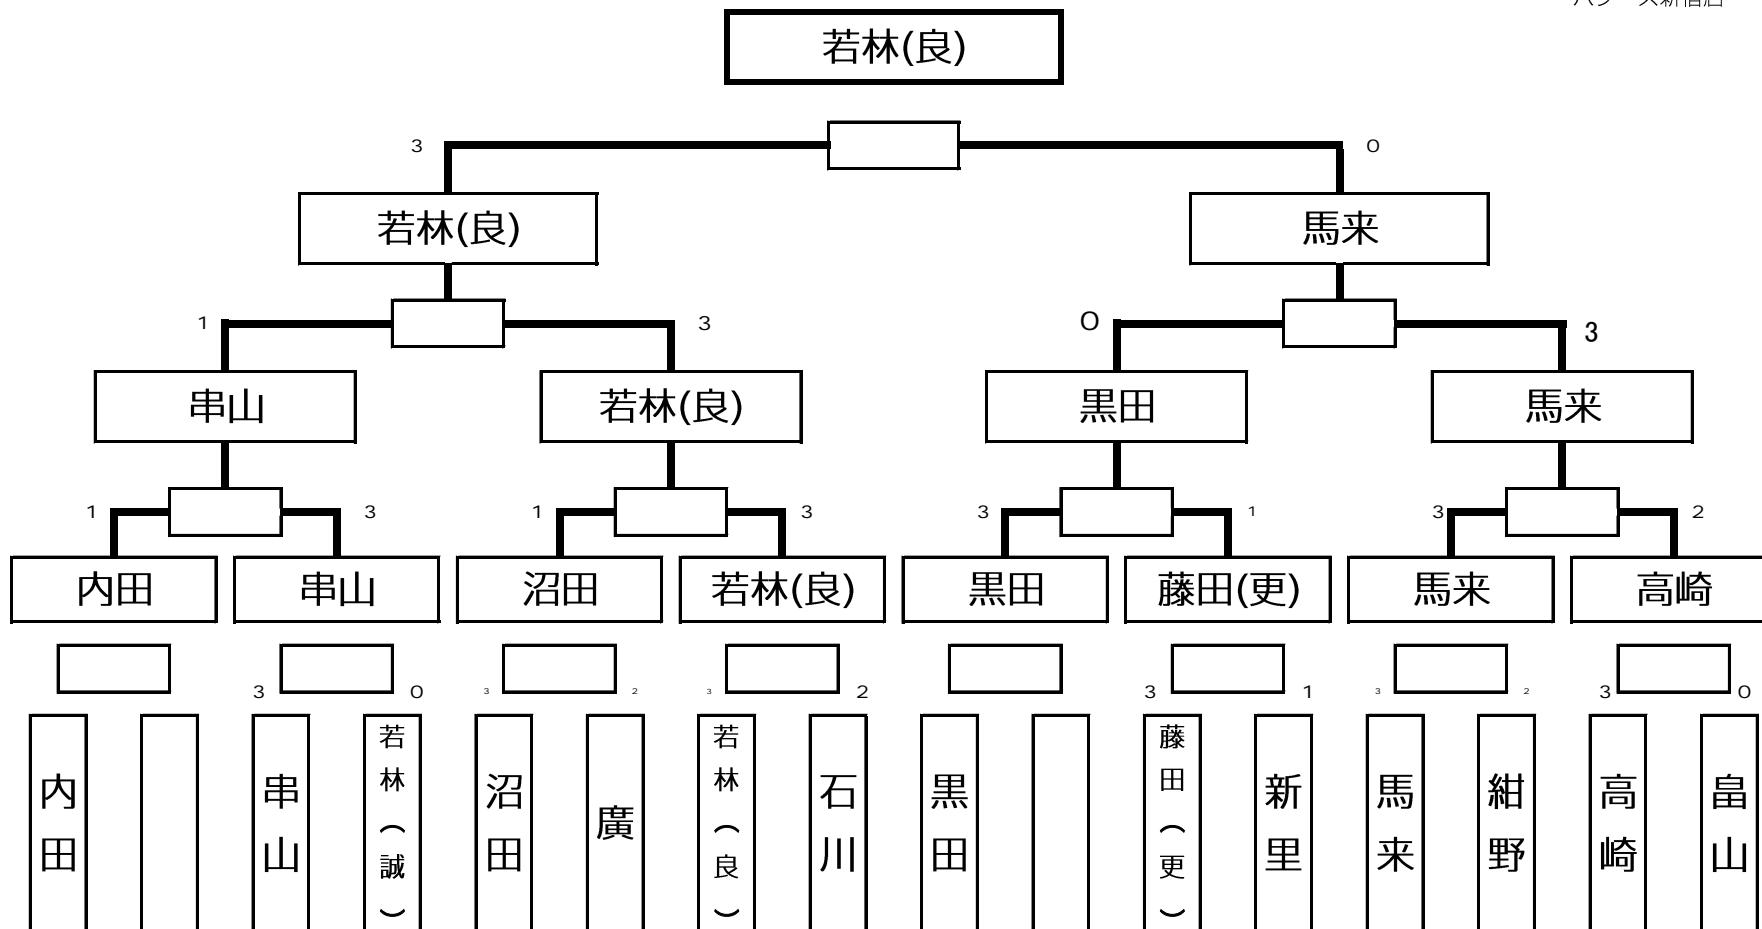 若林(良)
3 0
若林(良) 馬来
1 3 0 3
串山 若林(良) 黒田 馬来
1 3 1 3 3 1 3 2
内田 串山 沼田 若林(良) 黒田 藤田(更) 馬来 高崎
3 0 3 2 3 2 3 1 3 2 3 0
内田
串山
若林(誠)
沼田
廣
若林(良)
石川
黒田
藤田(更)
新里
馬来
紺野
高崎
畠山